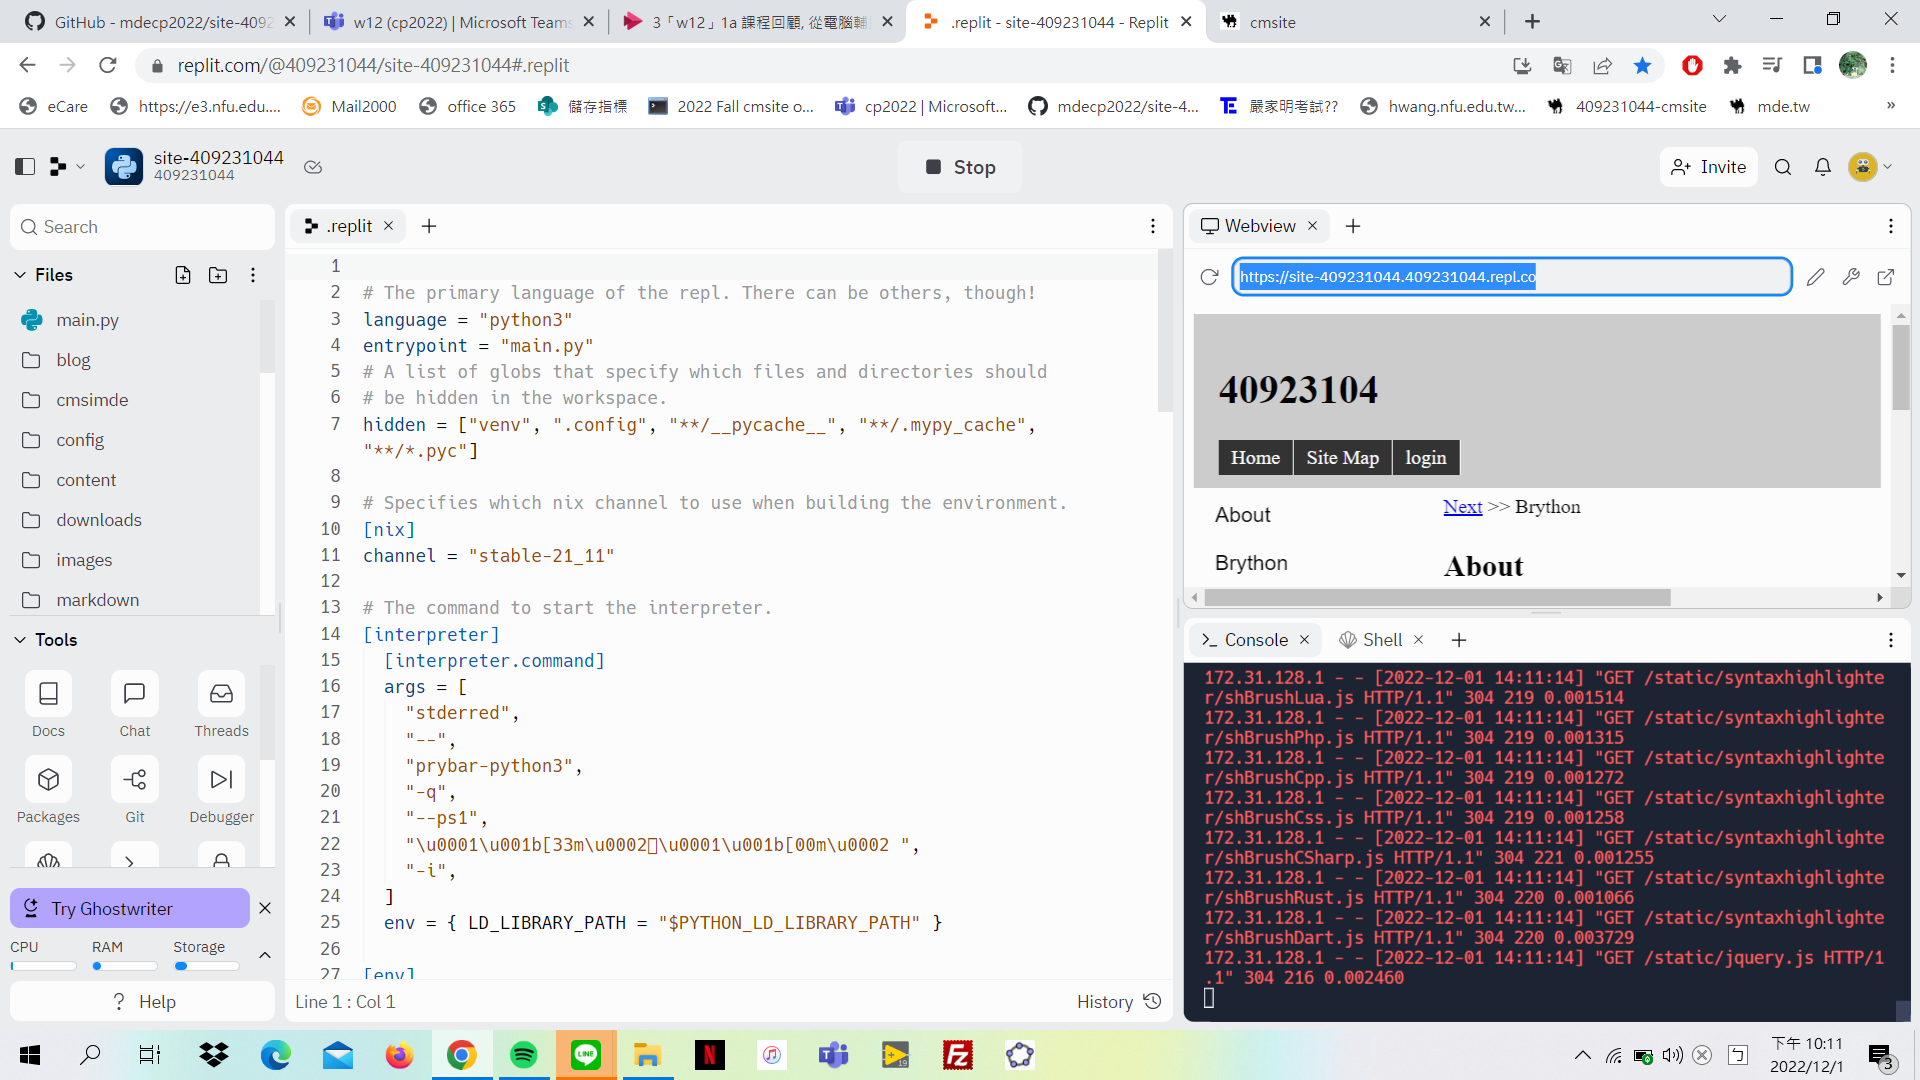 GitHub - mdecp2022/site-4092
w12 (cp2022) | Microsoft Teams
3「w12」1a 課程回顧, 從電腦輔
.replit - site-409231044 - Replit
cmsite
replit.com/@409231044/site-409231044#.replit
eCare
https://e3.nfu.edu....
Mail2000
office 365
儲存指標
2022 Fall cmsite o...
cp2022 | Microsoft...
mdecp2022/site-4...
嚴家明考試??
hwang.nfu.edu.tw...
409231044-cmsite
mde.tw
»
site-409231044
409231044
Stop
Invite
Search
Files
main.py
blog
cmsimde
config
content
downloads
images
markdown
Tools
Docs
Chat
Threads
Packages
Git
Debugger
Try Ghostwriter
CPU
RAM
Storage
? Help
.replit
1
2 # The primary language of the repl. There can be others, though!
3 language = "python3"
4 entrypoint = "main.py"
5 # A list of globs that specify which files and directories should
6 # be hidden in the workspace.
7 hidden = ["venv", ".config", "**/__pycache__", "**/.mypy_cache",
"**/*.pyc"]
8
9 # Specifies which nix channel to use when building the environment.
10 [nix]
11 channel = "stable-21_11"
12
13 # The command to start the interpreter.
14 [interpreter]
15 [interpreter.command]
16 args = [
17 "stderred",
18 "--",
19 "prybar-python3",
20 "-q",
21 "--ps1",
22 "\u0001\u001b[33m\u0002\u0001\u001b[00m\u0002 ",
23 "-i",
24 ]
25 env = { LD_LIBRARY_PATH = "$PYTHON_LD_LIBRARY_PATH" }
26
27 [env]
Line 1 : Col 1
History
Webview
https://site-409231044.409231044.repl.co
40923104
Home
Site Map
login
About
Brython
Next >> Brython
About
Console
Shell
172.31.128.1 - - [2022-12-01 14:11:14] "GET /static/syntaxhighlighte
r/shBrushLua.js HTTP/1.1" 304 219 0.001514
172.31.128.1 - - [2022-12-01 14:11:14] "GET /static/syntaxhighlighte
r/shBrushPhp.js HTTP/1.1" 304 219 0.001315
172.31.128.1 - - [2022-12-01 14:11:14] "GET /static/syntaxhighlighte
r/shBrushCpp.js HTTP/1.1" 304 219 0.001272
172.31.128.1 - - [2022-12-01 14:11:14] "GET /static/syntaxhighlighte
r/shBrushCss.js HTTP/1.1" 304 219 0.001258
172.31.128.1 - - [2022-12-01 14:11:14] "GET /static/syntaxhighlighte
r/shBrushCSharp.js HTTP/1.1" 304 221 0.001255
172.31.128.1 - - [2022-12-01 14:11:14] "GET /static/syntaxhighlighte
r/shBrushRust.js HTTP/1.1" 304 220 0.001066
172.31.128.1 - - [2022-12-01 14:11:14] "GET /static/syntaxhighlighte
r/shBrushDart.js HTTP/1.1" 304 220 0.003729
172.31.128.1 - - [2022-12-01 14:11:14] "GET /static/jquery.js HTTP/1
.1" 304 216 0.002460
下午 10:11
2022/12/1
3